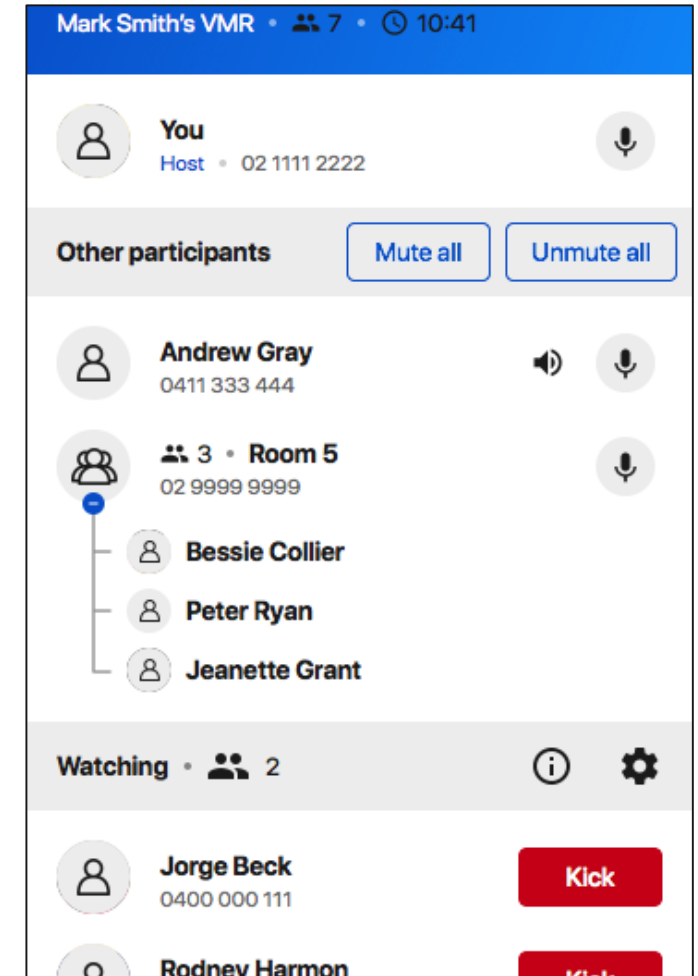 Mark Smith's VMR • 7 • 10:41
You
Host • 02 1111 2222
Other participants Mute all Unmute all
Andrew Gray
0411 333 444
3 • Room 5
02 9999 9999
Bessie Collier
Peter Ryan
Jeanette Grant
Watching • 2
Jorge Beck Kick
0400 000 111
Rodney Harmon Kick